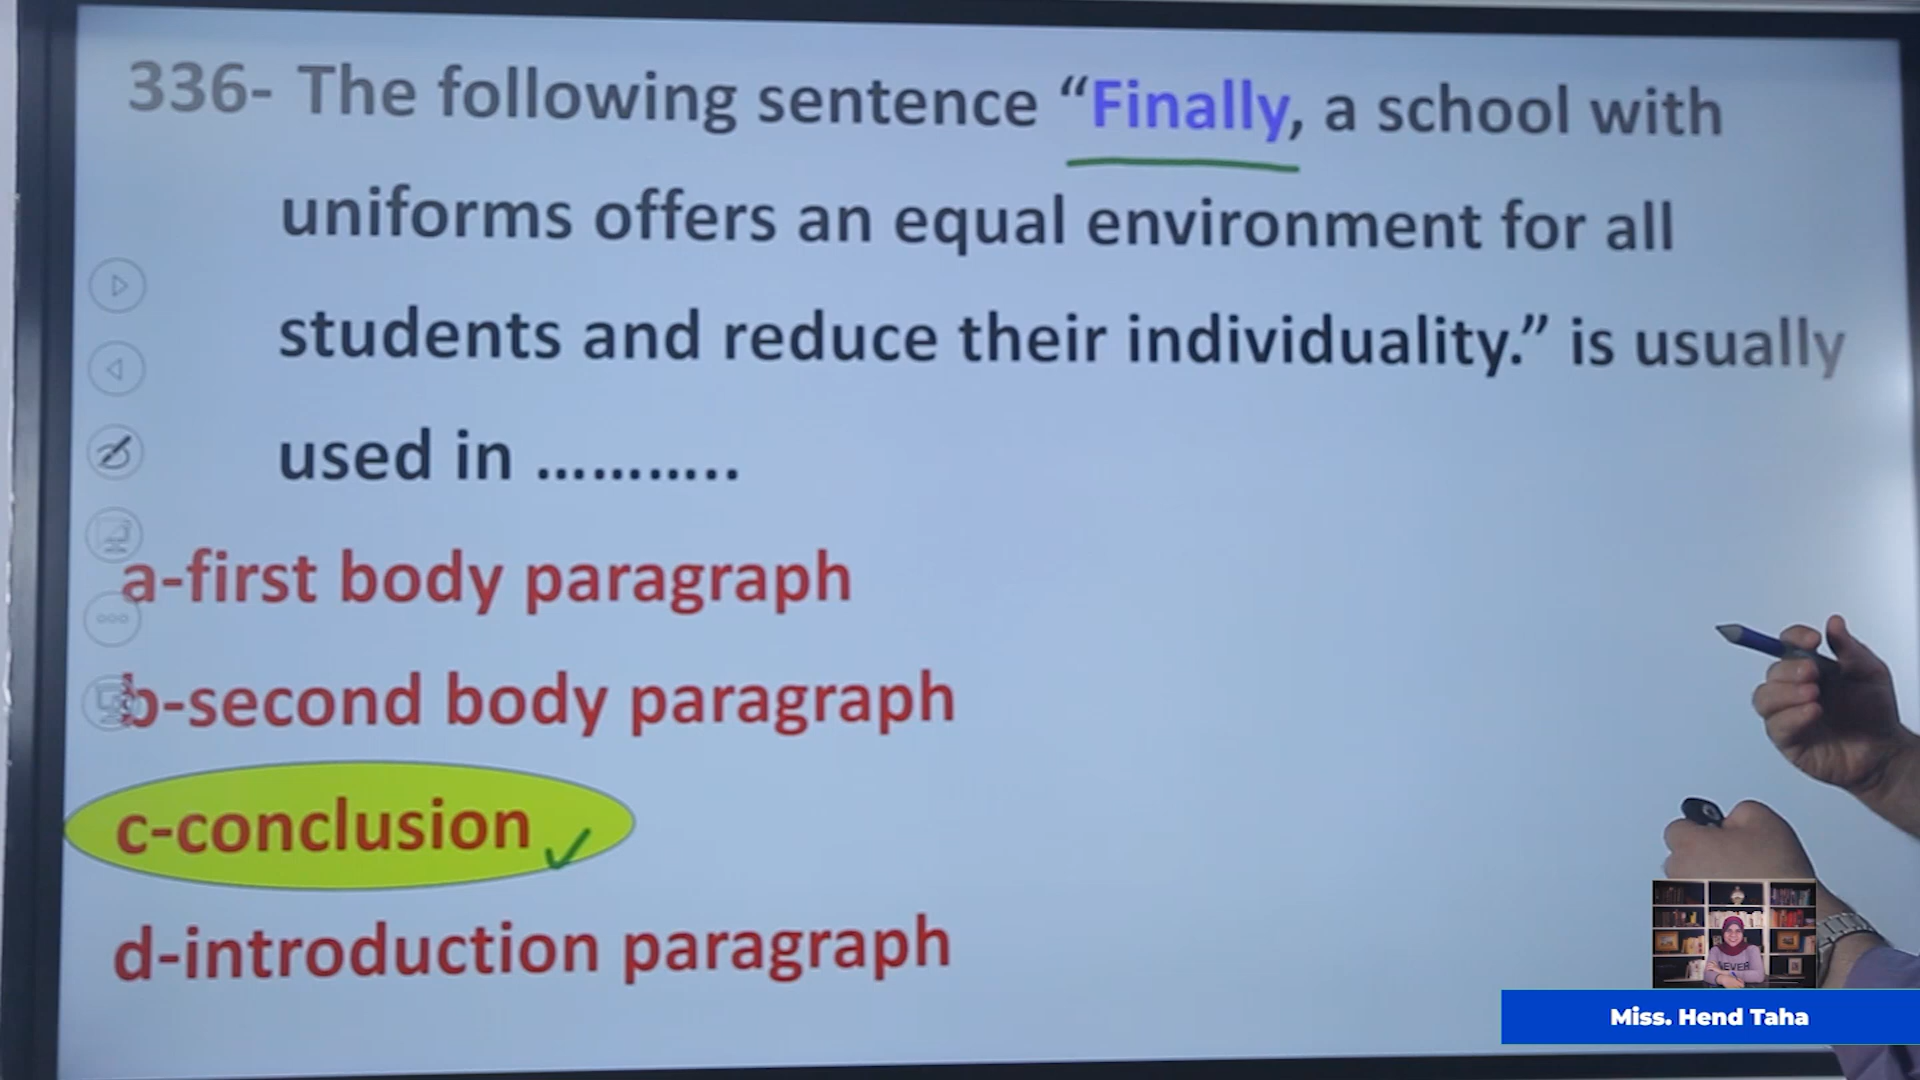 336- The following sentence “Finally, a school with
uniforms offers an equal environment for all
students and reduce their individuality.” is usually
used in ………..
a-first body paragraph
b-second body paragraph
c-conclusion ✓
d-introduction paragraph
Miss. Hend Taha